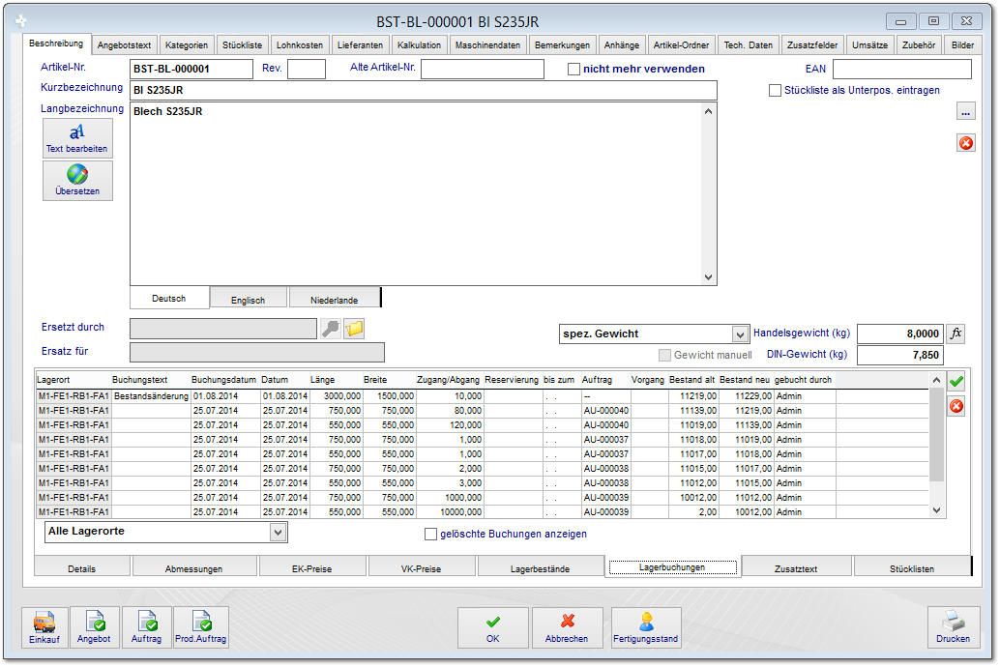 BST-BL-000001 BI S235JR
Beschreibung Angebotstext Kategorien Stückliste Lohnkosten Lieferanten Kalkulation Maschinendaten Bemerkungen Anhänge Artikel-Ordner Tech. Daten Zusatzfelder Umsätze Zubehör Bilder
Artikel-Nr. BST-BL-000001 Rev. Alte Artikel-Nr. nicht mehr verwenden EAN
Kurzbezeichnung BI S235JR Stückliste als Unterpos. eintragen
Langbezeichnung Blech S235JR ...
Text bearbeiten
Übersetzen
Deutsch Englisch Niederlande
Ersetzt durch spez. Gewicht Handelsgewicht (kg) 8,0000 fx
Ersatz für Gewicht manuell DIN-Gewicht (kg) 7,850
Lagerort Buchungstext Buchungsdatum Datum Länge Breite Zugang/Abgang Reservierung bis zum Auftrag Vorgang Bestand alt Bestand neu gebucht durch
M1-FE1-RB1-FA1 Bestandsänderung 01.08.2014 01.08.2014 3000,000 1500,000 10,000 . . -- 11219,00 11229,00 Admin
M1-FE1-RB1-FA1 25.07.2014 25.07.2014 750,000 750,000 80,000 . . AU-000040 11139,00 11219,00 Admin
M1-FE1-RB1-FA1 25.07.2014 25.07.2014 550,000 550,000 120,000 . . AU-000040 11019,00 11139,00 Admin
M1-FE1-RB1-FA1 25.07.2014 25.07.2014 750,000 750,000 1,000 . . AU-000037 11018,00 11019,00 Admin
M1-FE1-RB1-FA1 25.07.2014 25.07.2014 550,000 550,000 1,000 . . AU-000037 11017,00 11018,00 Admin
M1-FE1-RB1-FA1 25.07.2014 25.07.2014 750,000 750,000 2,000 . . AU-000038 11015,00 11017,00 Admin
M1-FE1-RB1-FA1 25.07.2014 25.07.2014 550,000 550,000 3,000 . . AU-000038 11012,00 11015,00 Admin
M1-FE1-RB1-FA1 25.07.2014 25.07.2014 750,000 750,000 1000,000 . . AU-000039 10012,00 11012,00 Admin
M1-FE1-RB1-FA1 25.07.2014 25.07.2014 550,000 550,000 10000,000 . . AU-000039 2,00 10012,00 Admin
Alle Lagerorte gelöschte Buchungen anzeigen
Details Abmessungen EK-Preise VK-Preise Lagerbestände Lagerbuchungen Zusatztext Stücklisten
Einkauf Angebot Auftrag Prod.Auftrag OK Abbrechen Fertigungsstand Drucken